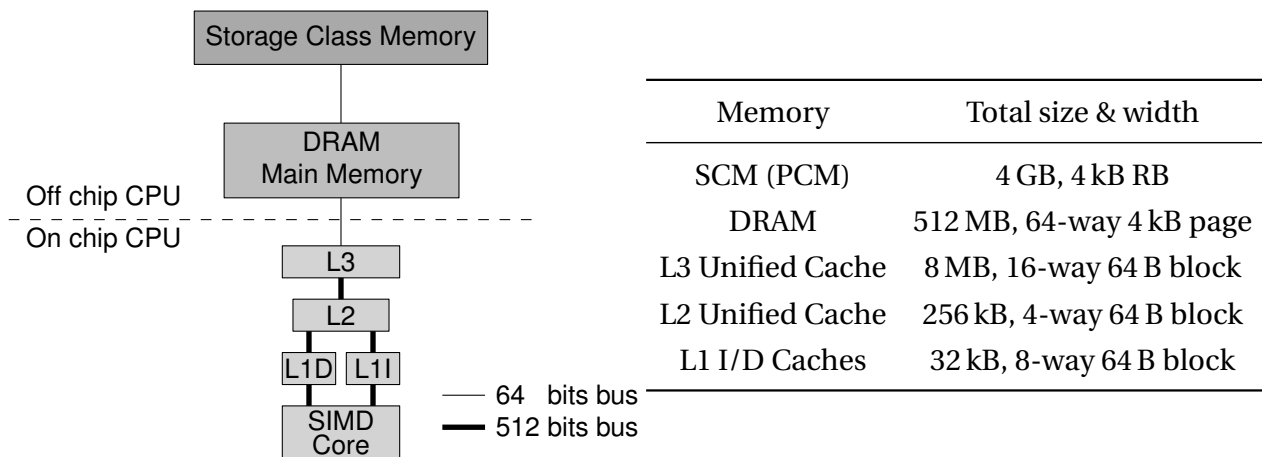 Storage Class Memory
DRAM
Main Memory
Off chip CPU
On chip CPU
L3
L2
L1D L1I
SIMD
Core
64 bits bus
512 bits bus
Memory Total size & width
SCM (PCM) 4 GB, 4 kB RB
DRAM 512 MB, 64-way 4 kB page
L3 Unified Cache 8 MB, 16-way 64 B block
L2 Unified Cache 256 kB, 4-way 64 B block
L1 I/D Caches 32 kB, 8-way 64 B block